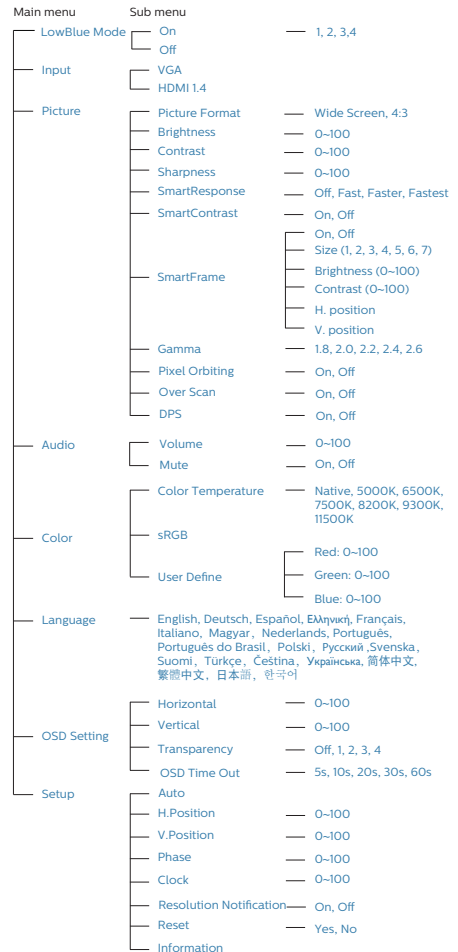 Main menu Sub menu
LowBlue Mode On 1, 2, 3,4
Off
Input VGA
HDMI 1.4
Picture Picture Format Wide Screen, 4:3
Brightness 0~100
Contrast 0~100
Sharpness 0~100
SmartResponse Off, Fast, Faster, Fastest
SmartContrast On, Off
On, Off
Size (1, 2, 3, 4, 5, 6, 7)
Brightness (0~100)
SmartFrame
Contrast (0~100)
H. position
V. position
Gamma 1.8, 2.0, 2.2, 2.4, 2.6
Pixel Orbiting On, Off
Over Scan On, Off
DPS On, Off
Audio Volume 0~100
Mute On, Off
Color Temperature Native, 5000K, 6500K,
7500K, 8200K, 9300K,
11500K
Color sRGB
Red: 0~100
User Define Green: 0~100
Blue: 0~100
Language English, Deutsch, Español, Ελληνική, Français,
Italiano, Magyar, Nederlands, Português,
Português do Brasil, Polski, Русский ,Svenska,
Suomi, Türkçe, Čeština, Українська, 简体中文,
繁體中文, 日本語, 한국어
Horizontal 0~100
Vertical 0~100
OSD Setting
Transparency Off, 1, 2, 3, 4
OSD Time Out 5s, 10s, 20s, 30s, 60s
Setup Auto
H.Position 0~100
V.Position 0~100
Phase 0~100
Clock 0~100
Resolution Notification On, Off
Reset Yes, No
Information